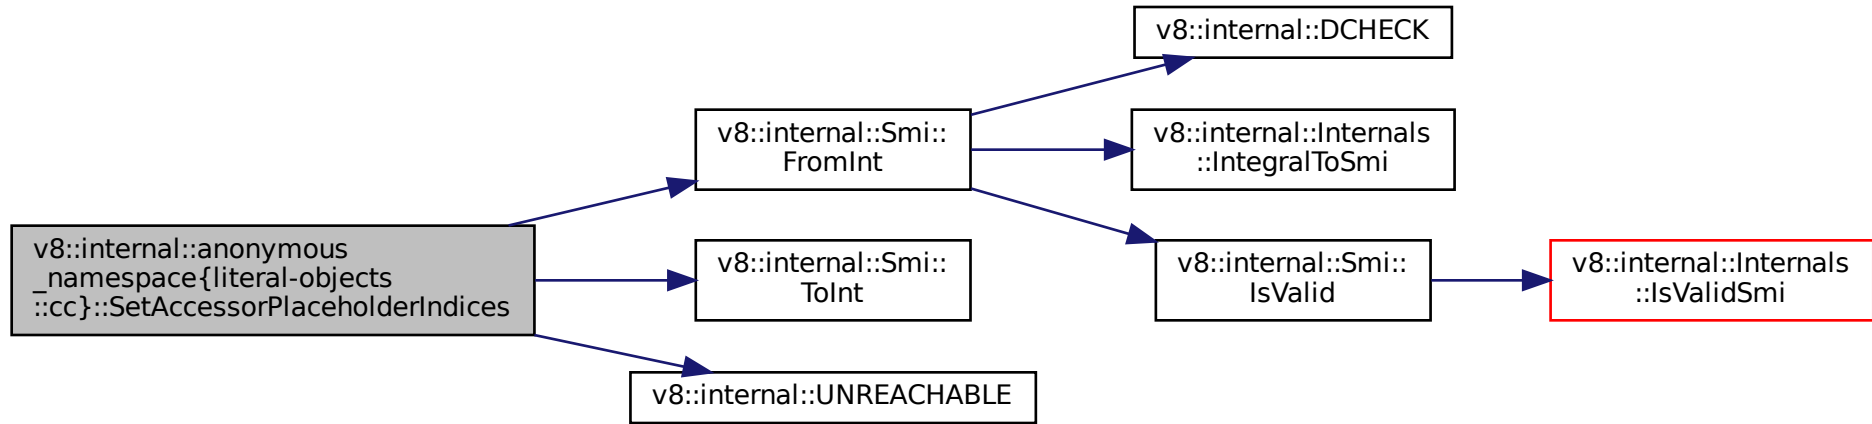 v8::internal::DCHECK
v8::internal::Smi::
FromInt
v8::internal::Internals
::IntegralToSmi
v8::internal::anonymous
_namespace{literal-objects
::cc}::SetAccessorPlaceholderIndices
v8::internal::Smi::
ToInt
v8::internal::Smi::
IsValid
v8::internal::Internals
::IsValidSmi
v8::internal::UNREACHABLE